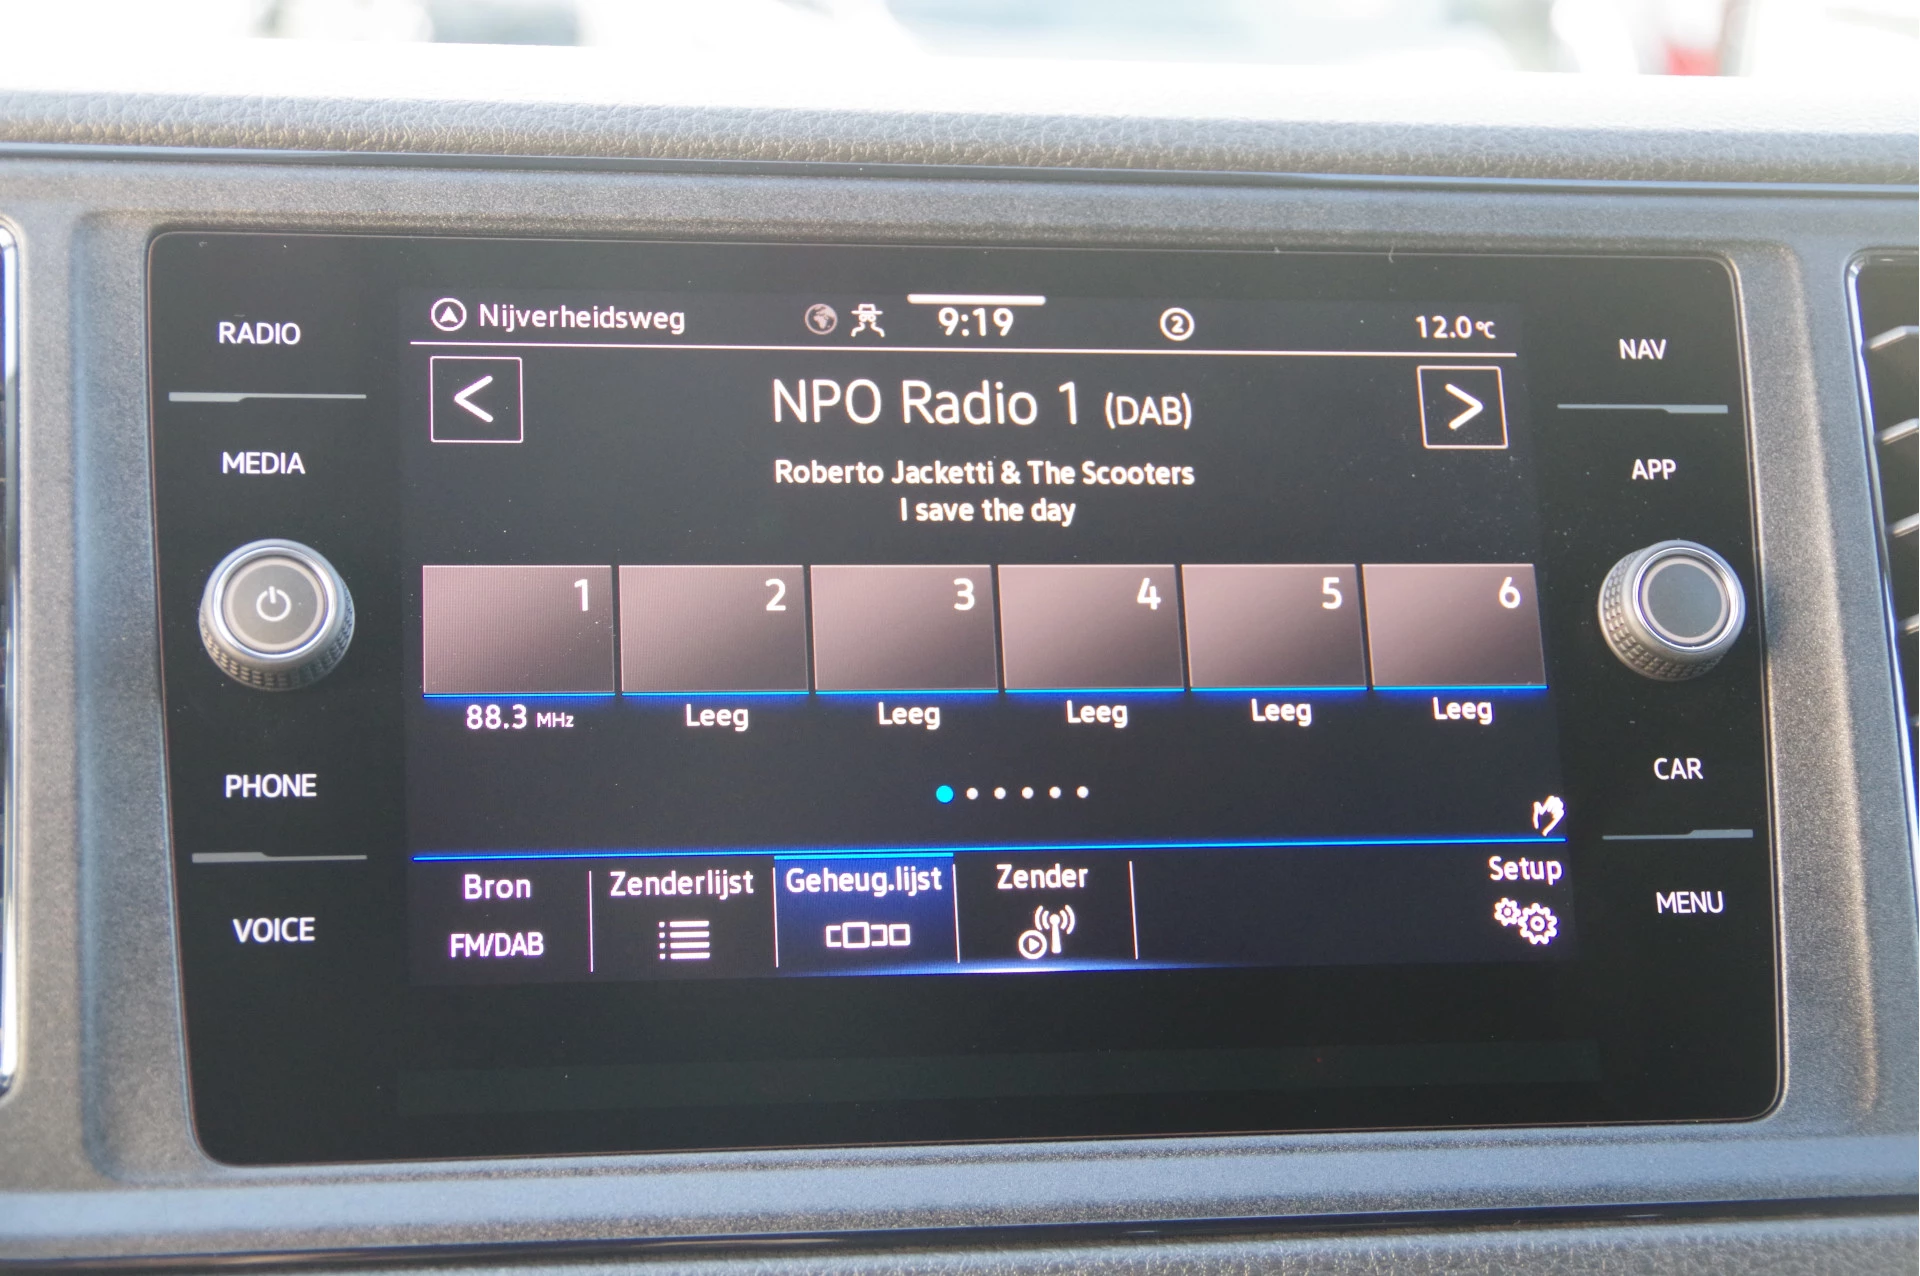 RADIO
MEDIA
PHONE
VOICE
Nijverheidsweg
9:19
2
12.0°C
<
NPO Radio 1 (DAB)
>
Roberto Jacketti & The Scooters
I save the day
1 2 3 4 5 6
88.3 MHz Leeg Leeg Leeg Leeg Leeg
Bron
FM/DAB
Zenderlijst
Geheug.lijst
Zender
Setup
NAV
APP
CAR
MENU